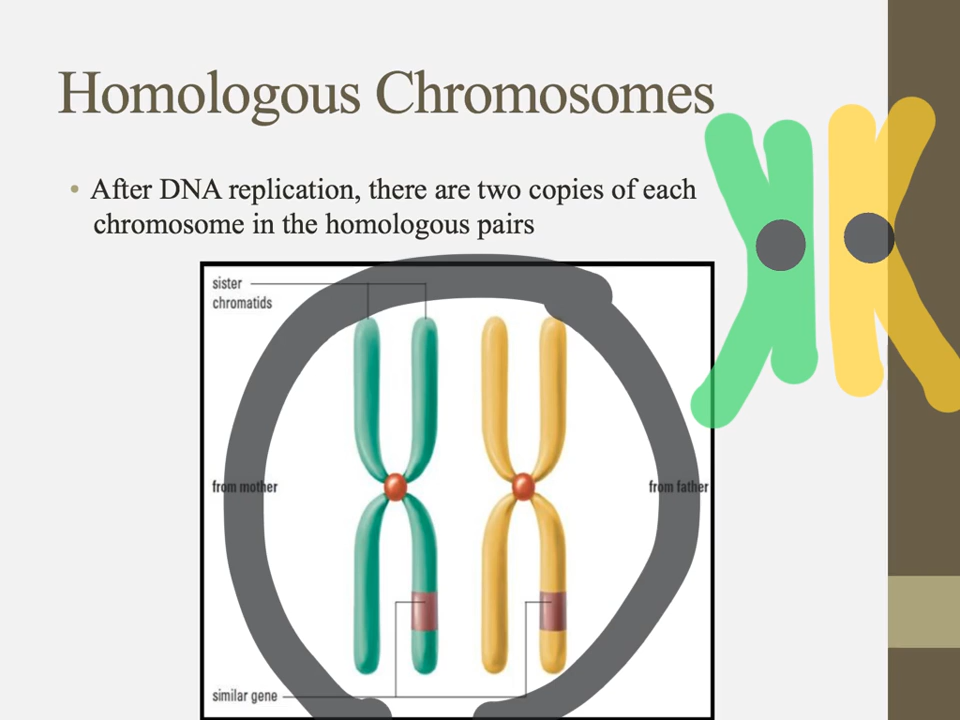 Homologous Chromosomes
• After DNA replication, there are two copies of each
chromosome in the homologous pairs
sister
chromatids
from mother
from father
similar gene